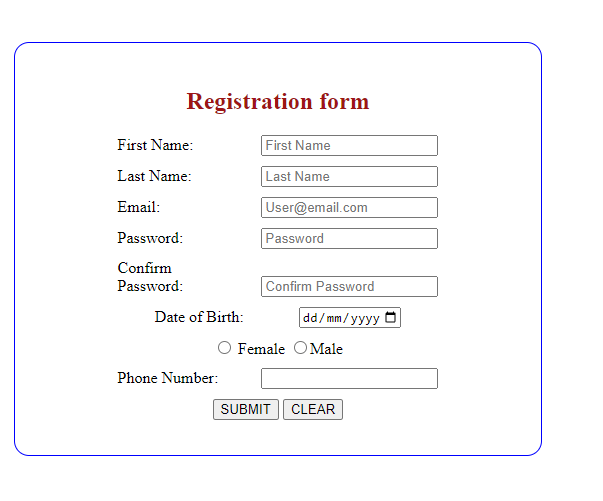 Registration form
First Name: First Name
Last Name: Last Name
Email: User@email.com
Password: Password
Confirm
Password: Confirm Password
Date of Birth: dd/mm/yyyy
Female Male
Phone Number:
SUBMIT CLEAR